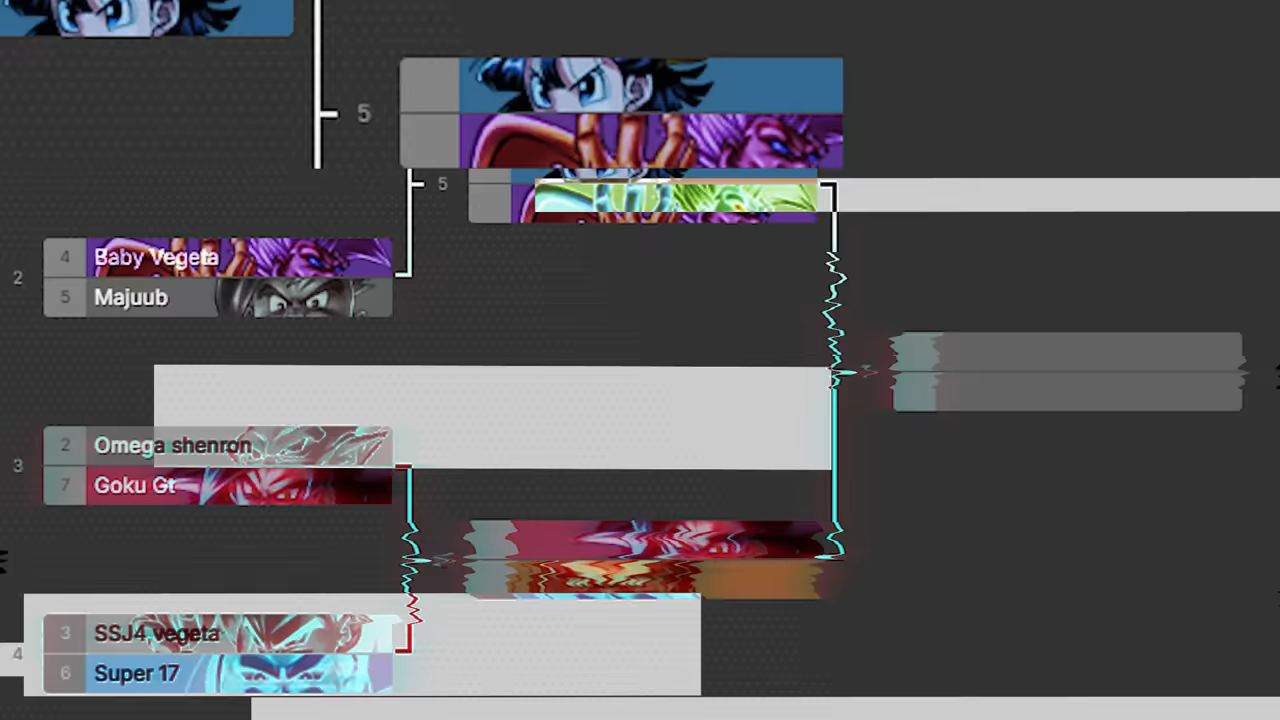 5
5
4 Baby Vegeta
2
5 Majuub
2 Omega shenron
3
7 Goku Gt
3 SSJ4 vegeta
4
6 Super 17